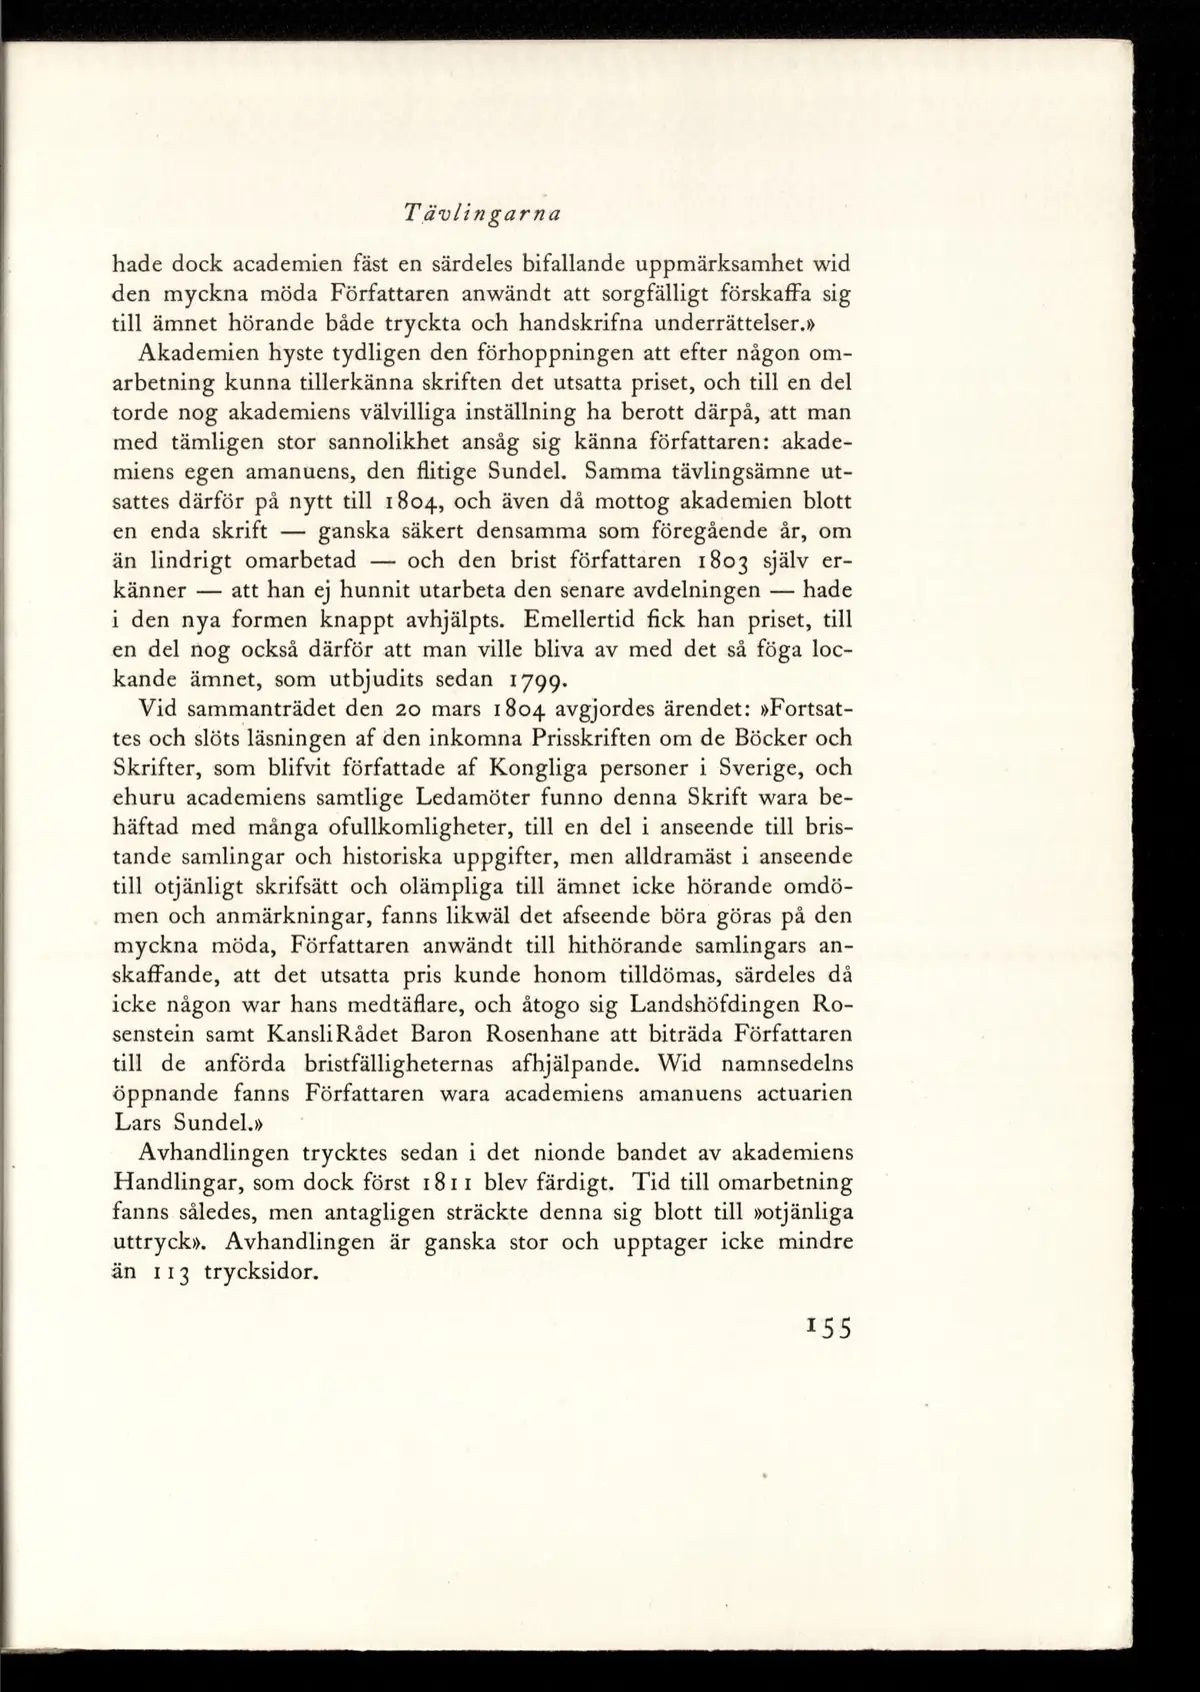 Tävlingarna
hade dock academien fäst en särdeles bifallande uppmärksamhet wid
den myckna möda Författaren anwändt att sorgfälligt förskaffa sig
till ämnet hörande både tryckta och handskrifna underrättelser.»
Akademien hyste tydligen den förhoppningen att efter någon om-
arbetning kunna tillerkänna skriften det utsatta priset, och till en del
torde nog akademiens välvilliga inställning ha berott därpå, att man
med tämligen stor sannolikhet ansåg sig känna författaren: akade-
miens egen amanuens, den flitige Sundel. Samma tävlingsämne ut-
sattes därför på nytt till 1804, och även då mottog akademien blott
en enda skrift — ganska säkert densamma som föregående år, om
än lindrigt omarbetad — och den brist författaren 1803 själv er-
känner — att han ej hunnit utarbeta den senare avdelningen — hade
i den nya formen knappt avhjälpts. Emellertid fick han priset, till
en del nog också därför att man ville bliva av med det så föga loc-
kande ämnet, som utbjudits sedan 1799.
Vid sammanträdet den 20 mars 1804 avgjordes ärendet: »Fortsat-
tes och slöts läsningen af den inkomna Prisskriften om de Böcker och
Skrifter, som blifvit författade af Kongliga personer i Sverige, och
ehuru academiens samtlige Ledamöter funno denna Skrift wara be-
häftad med många ofullkomligheter, till en del i anseende till bris-
tande samlingar och historiska uppgifter, men alldramäst i anseende
till otjänligt skrifsätt och olämpliga till ämnet icke hörande omdö-
men och anmärkningar, fanns likwäl det afseende böra göras på den
myckna möda, Författaren anwändt till hithörande samlingars an-
skaffande, att det utsatta pris kunde honom tilldömas, särdeles då
icke någon war hans medtäflare, och åtogo sig Landshöfdingen Ro-
senstein samt KansliRådet Baron Rosenhane att biträda Författaren
till de anförda bristfälligheternas afhjälpande. Wid namnsedelns
öppnande fanns Författaren wara academiens amanuens actuarien
Lars Sundel.»
Avhandlingen trycktes sedan i det nionde bandet av akademiens
Handlingar, som dock först 1811 blev färdigt. Tid till omarbetning
fanns således, men antagligen sträckte denna sig blott till »otjänliga
uttryck». Avhandlingen är ganska stor och upptager icke mindre
än 113 trycksidor.
155